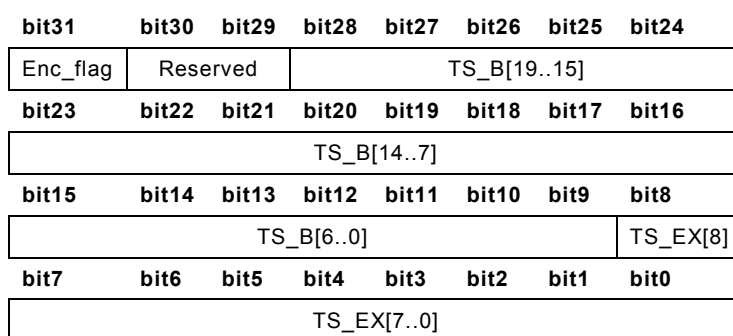 bit31 bit30 bit29 bit28 bit27 bit26 bit25 bit24
Enc_flag Reserved TS_B[19..15]
bit23 bit22 bit21 bit20 bit19 bit18 bit17 bit16
TS_B[14..7]
bit15 bit14 bit13 bit12 bit11 bit10 bit9 bit8
TS_B[6..0] TS_EX[8]
bit7 bit6 bit5 bit4 bit3 bit2 bit1 bit0
TS_EX[7..0]